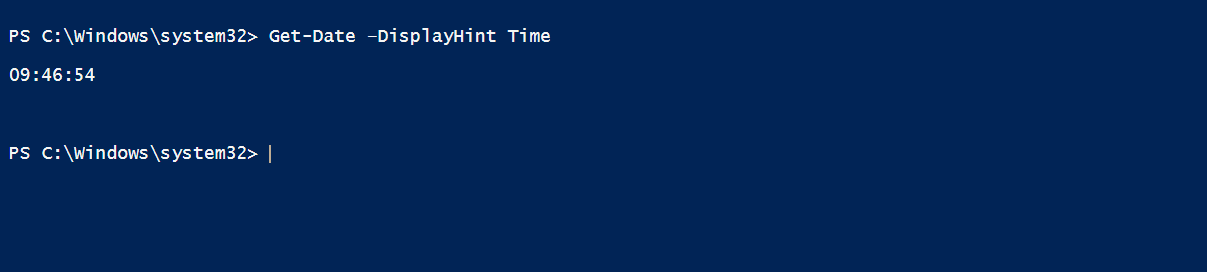 PS C:\Windows\system32> Get-Date –DisplayHint Time
09:46:54
PS C:\Windows\system32>